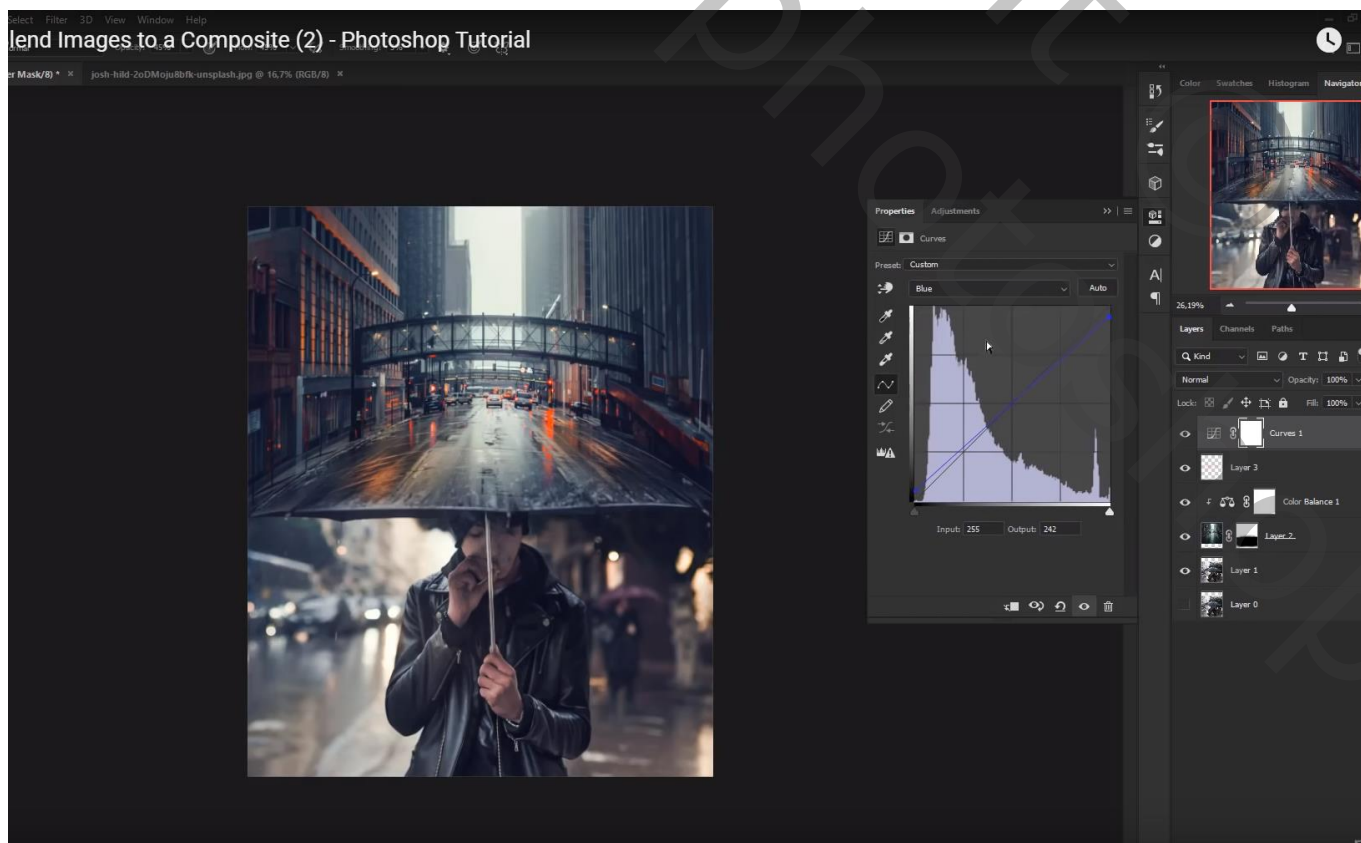 Select Filter 3D View Window Help
lend Images to a Composite (2) - Photoshop Tutorial
er Mask/8) * × josh-hild-2oDMoju8bfk-unsplash.jpg @ 16,7% (RGB/8) ×
Color Swatches Histogram Navigator
Properties Adjustments
Curves
Preset: Custom
Blue Auto
Input: 255 Output: 242
26,19%
Layers Channels Paths
Kind
Normal Opacity: 100%
Lock: Fill: 100%
Curves 1
Layer 3
Color Balance 1
Layer 2
Layer 1
Layer 0
photo